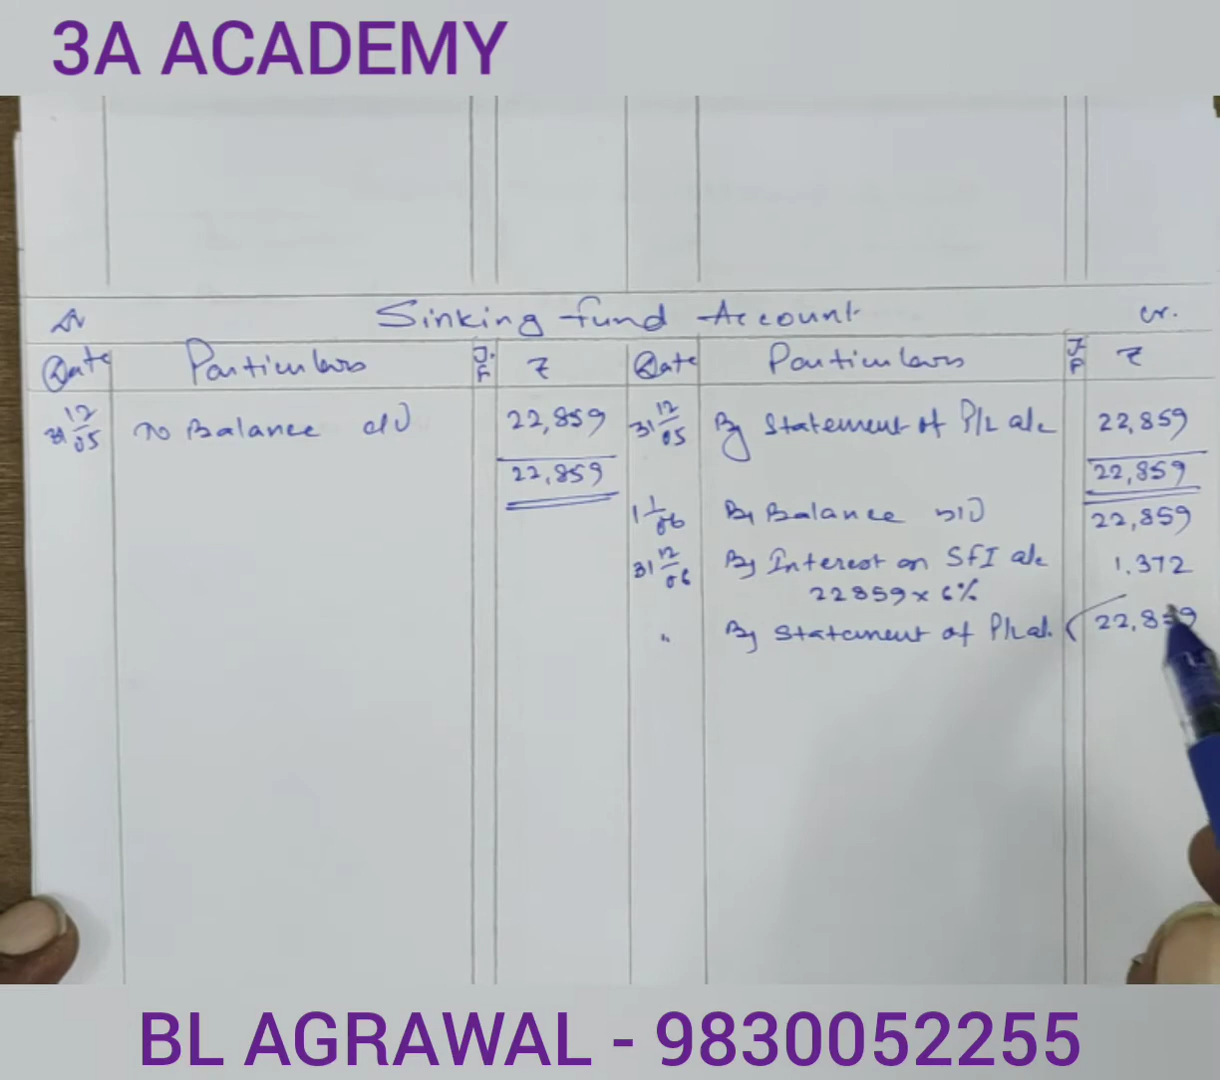 3A ACADEMY
Sinking Fund Account
Dr cr.
Date Particulars J.F ₹ Date Particulars J.F ₹
31 12/05 To Balance c/d 22,859 31 12/05 By Statement of P/L a/c 22,859
22,859 22,859
1 1/06 By Balance b/d 22,859
31 12/06 By Interest on SFI a/c 1,372
22859 x 6%
" By Statement of P/L a/c. 22,859
BL AGRAWAL - 9830052255